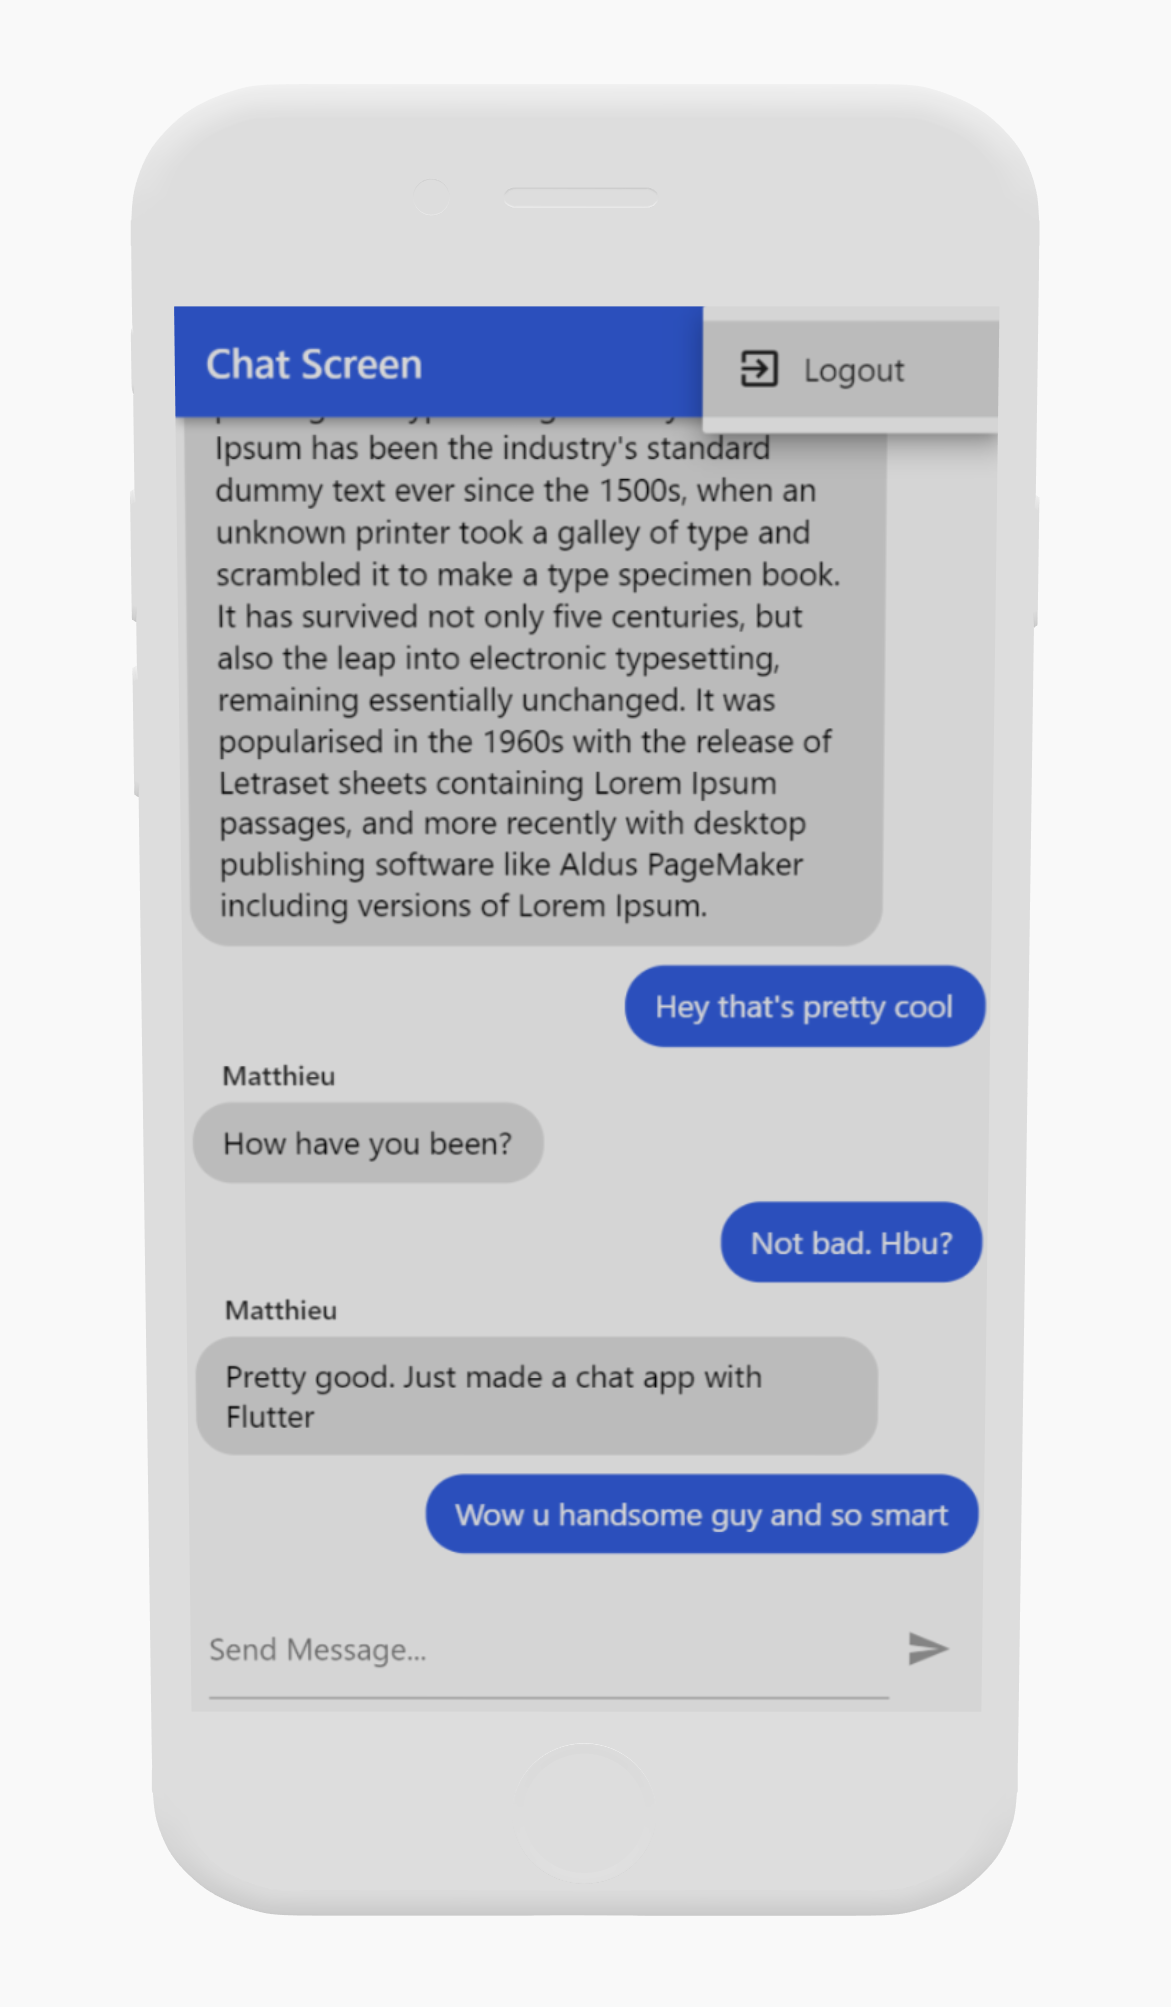 Chat Screen
Logout
Ipsum has been the industry's standard
dummy text ever since the 1500s, when an
unknown printer took a galley of type and
scrambled it to make a type specimen book.
It has survived not only five centuries, but
also the leap into electronic typesetting,
remaining essentially unchanged. It was
popularised in the 1960s with the release of
Letraset sheets containing Lorem Ipsum
passages, and more recently with desktop
publishing software like Aldus PageMaker
including versions of Lorem Ipsum.
Hey that's pretty cool
Matthieu
How have you been?
Not bad. Hbu?
Matthieu
Pretty good. Just made a chat app with
Flutter
Wow u handsome guy and so smart
Send Message...